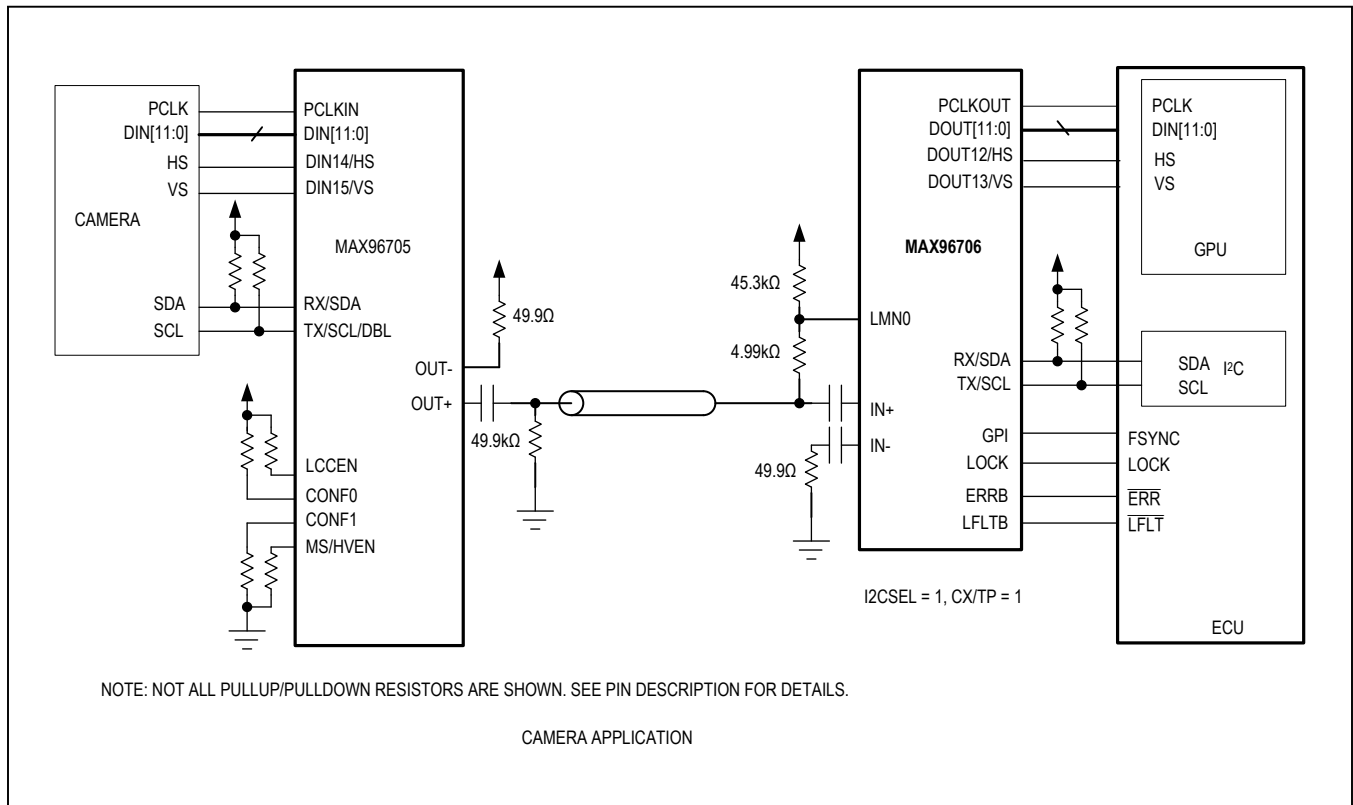 PCLK
DIN[11:0]
HS
VS
CAMERA
SDA
SCL
PCLKIN
DIN[11:0]
DIN14/HS
DIN15/VS
MAX96705
RX/SDA
TX/SCL/DBL
OUT-
OUT+
LCCEN
CONF0
CONF1
MS/HVEN
49.9Ω
49.9kΩ
45.3kΩ
4.99kΩ
49.9Ω
PCLKOUT
DOUT[11:0]
DOUT12/HS
DOUT13/VS
MAX96706
LMN0
RX/SDA
TX/SCL
IN+
IN-
GPI
LOCK
ERRB
LFLTB
I2CSEL = 1, CX/TP = 1
PCLK
DIN[11:0]
HS
VS
GPU
SDA I²C
SCL
FSYNC
LOCK
ERR
LFLT
ECU
NOTE: NOT ALL PULLUP/PULLDOWN RESISTORS ARE SHOWN. SEE PIN DESCRIPTION FOR DETAILS.
CAMERA APPLICATION